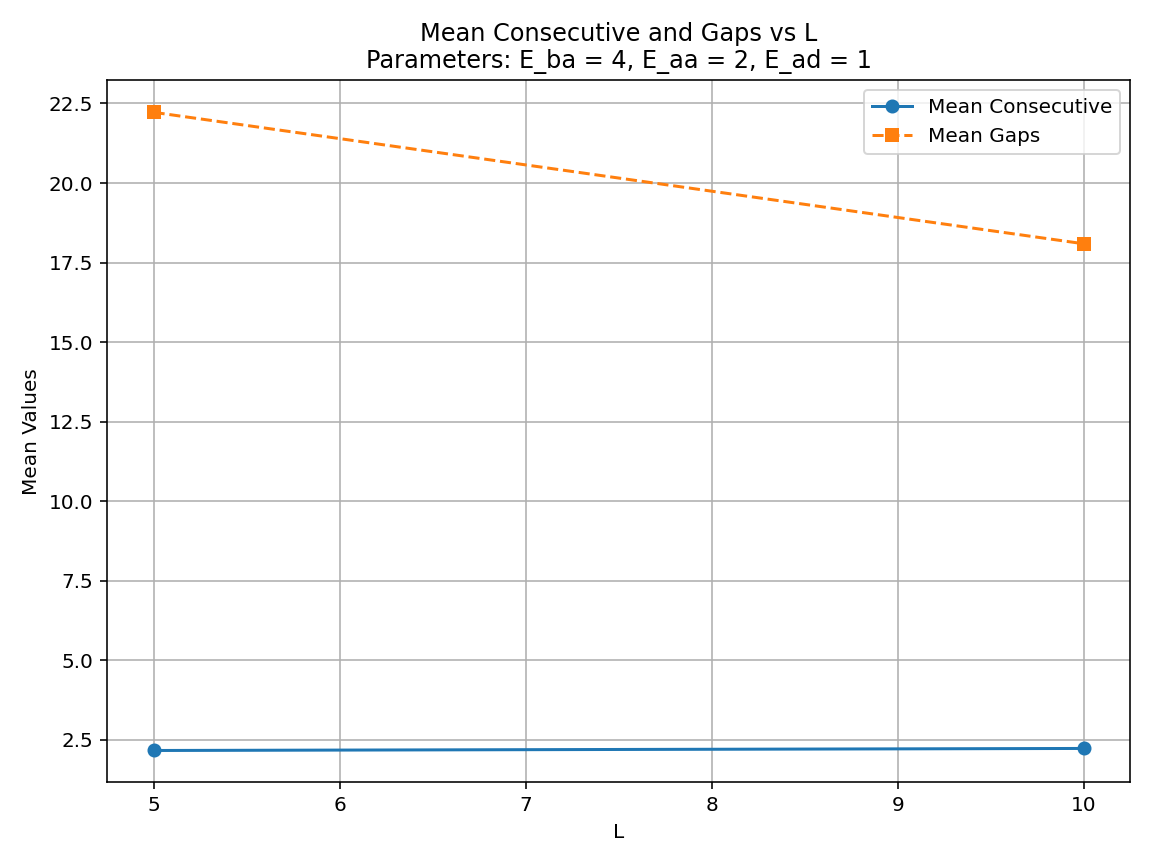 Mean Consecutive and Gaps vs L
Parameters: E_ba = 4, E_aa = 2, E_ad = 1
Mean Consecutive
Mean Gaps
Mean Values
22.5
20.0
17.5
15.0
12.5
10.0
7.5
5.0
2.5
5 6 7 8 9 10
L